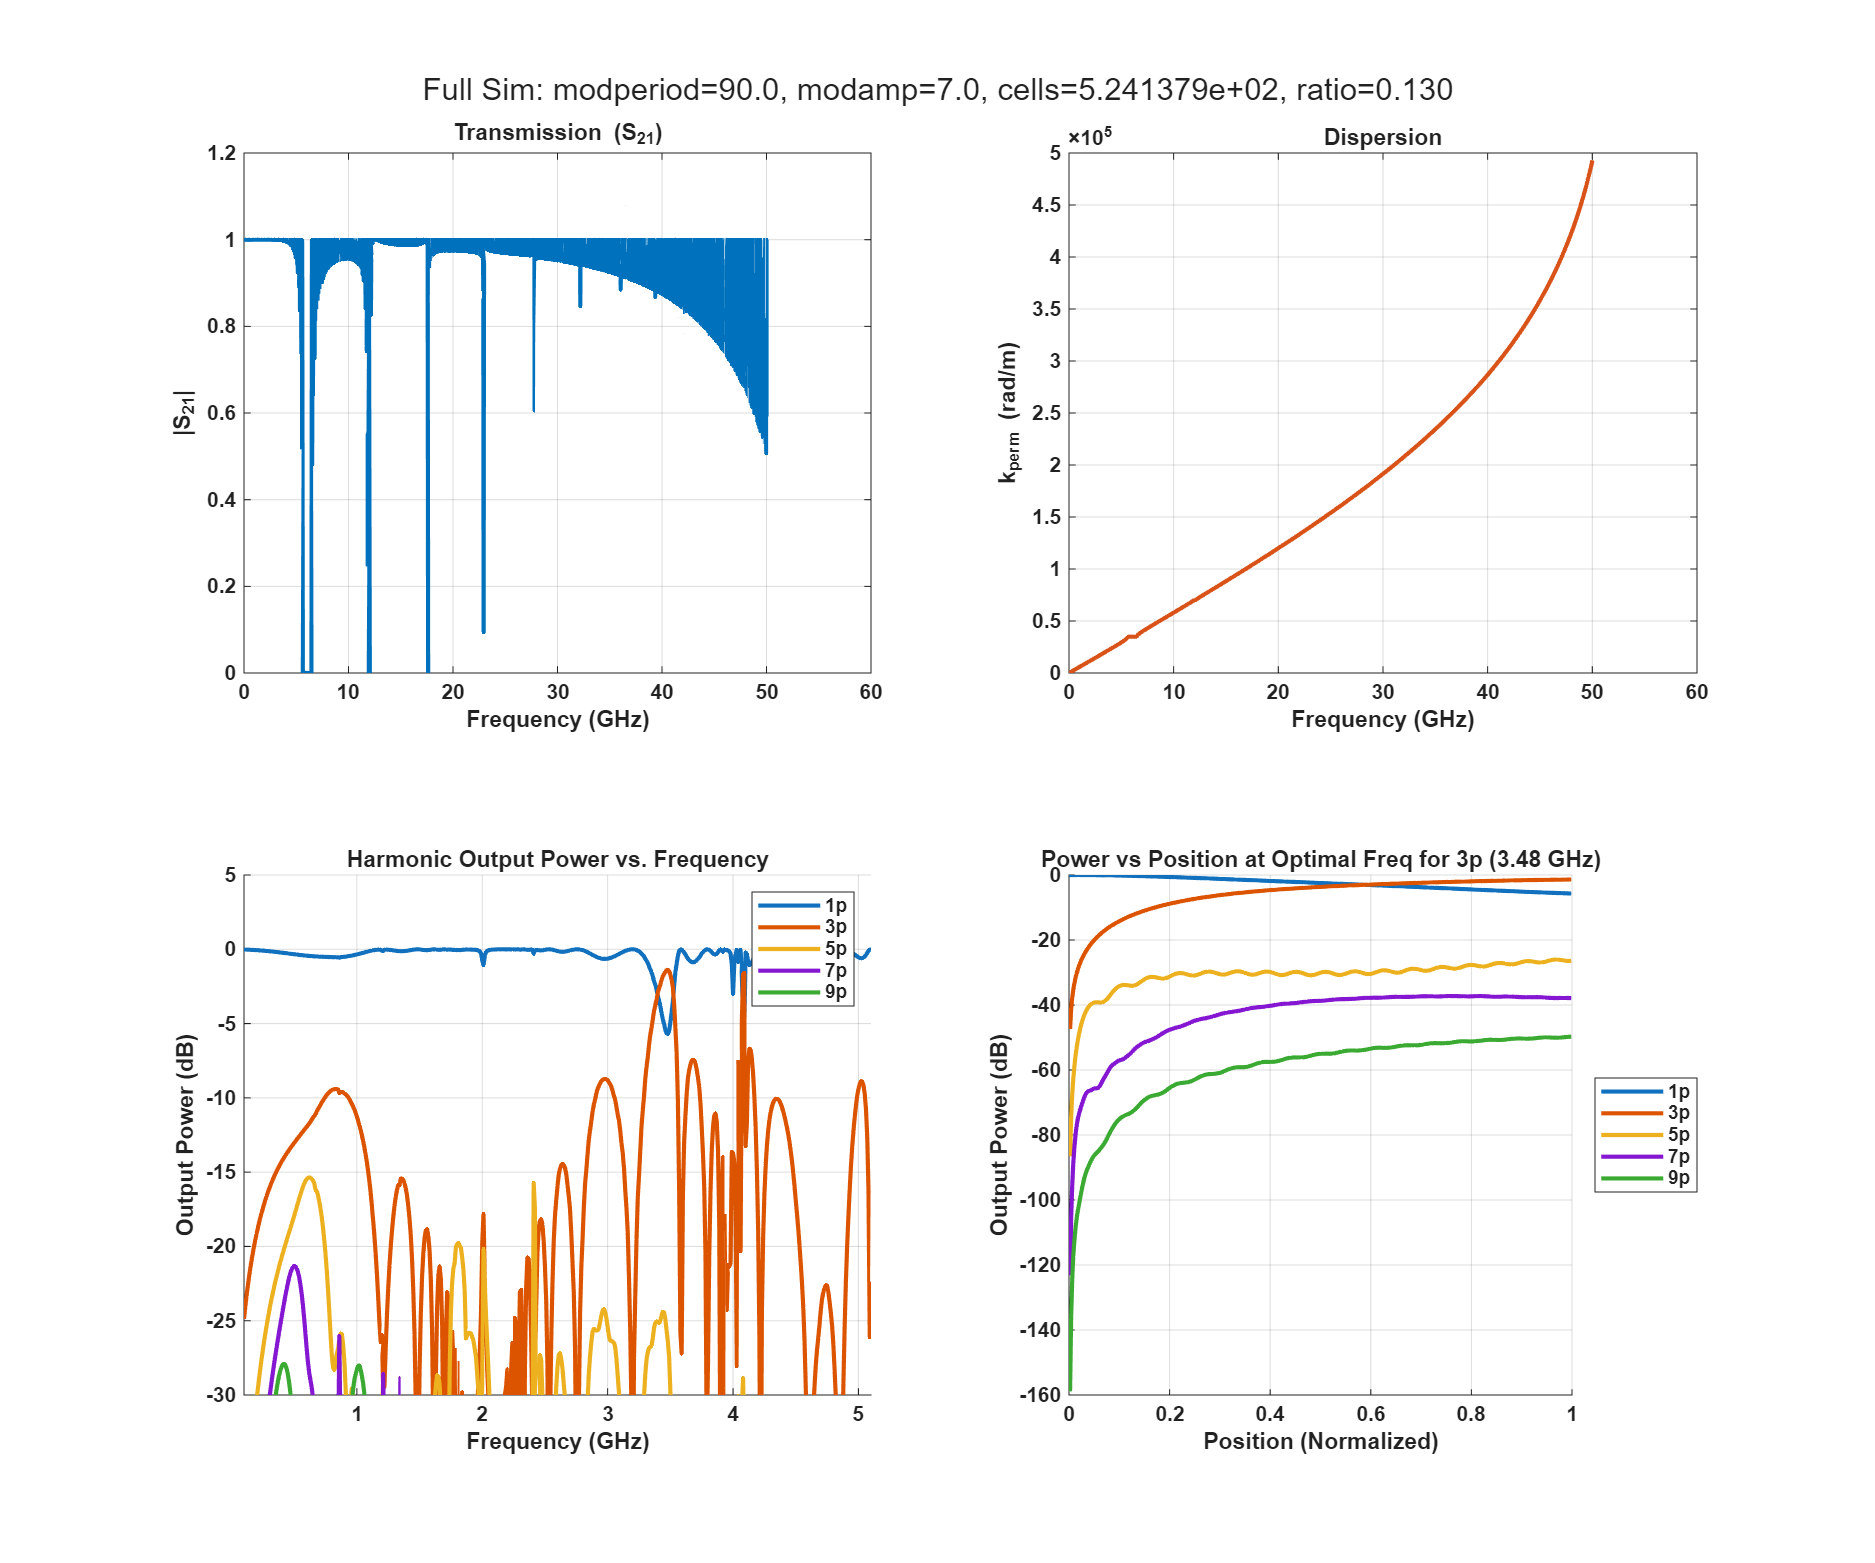 Full Sim: modperiod=90.0, modamp=7.0, cells=5.241379e+02, ratio=0.130
Transmission (S21)
1.2
1
0.8
0.6
0.4
0.2
0
|S21|
0 10 20 30 40 50 60
Frequency (GHz)
×10^5
Dispersion
5
4.5
4
3.5
3
2.5
2
1.5
1
0.5
0
kperm (rad/m)
0 10 20 30 40 50 60
Frequency (GHz)
Harmonic Output Power vs. Frequency
5
0
-5
-10
-15
-20
-25
-30
Output Power (dB)
1p
3p
5p
7p
9p
1 2 3 4 5
Frequency (GHz)
Power vs Position at Optimal Freq for 3p (3.48 GHz)
0
-20
-40
-60
-80
-100
-120
-140
-160
Output Power (dB)
0 0.2 0.4 0.6 0.8 1
Position (Normalized)
1p
3p
5p
7p
9p